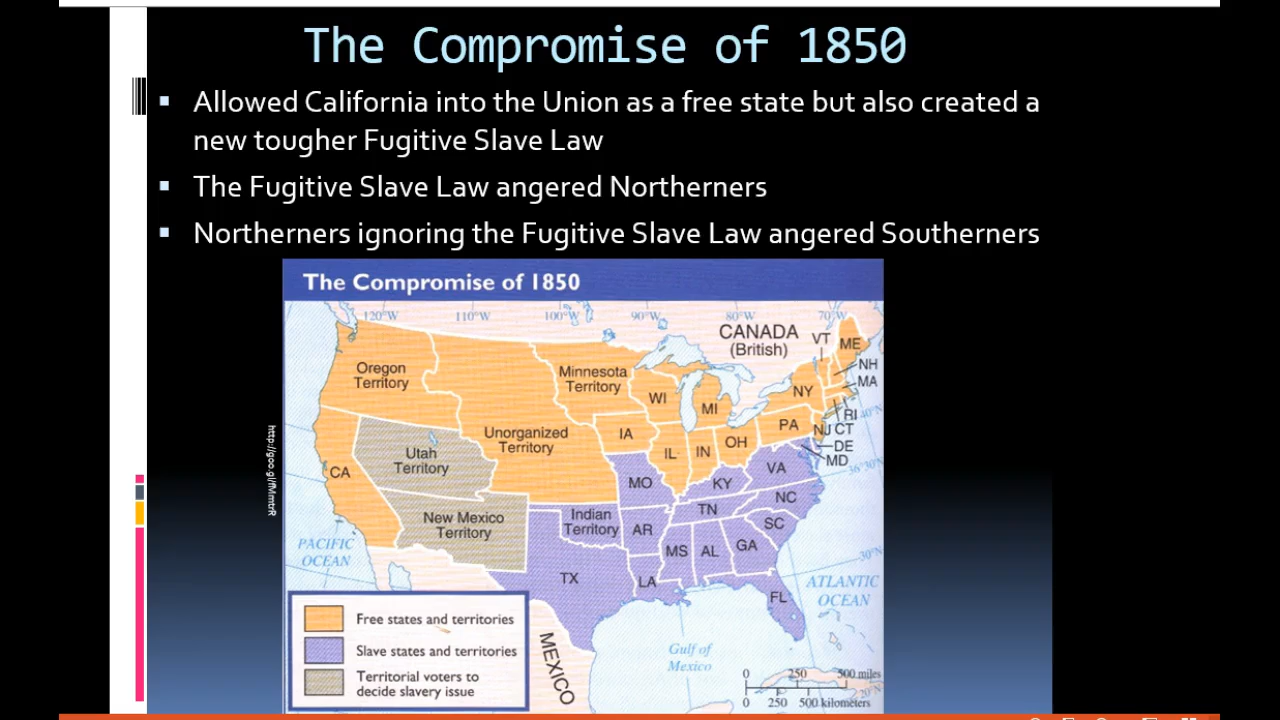 The Compromise of 1850
Allowed California into the Union as a free state but also created a
new tougher Fugitive Slave Law
The Fugitive Slave Law angered Northerners
Northerners ignoring the Fugitive Slave Law angered Southerners
The Compromise of 1850
120°W 110°W 100°W 90°W 80°W 70°W
CANADA
(British)
VT
ME
NH
MA
Oregon
Territory
Minnesota
Territory
WI
MI
NY
RI
40°N
PA
NJ
CT
DE
MD
Unorganized
Territory
IA
IL
IN
OH
Utah
Territory
CA
MO
KY
VA
36°30'N
NC
New Mexico
Territory
Indian
Territory
AR
TN
SC
MS
AL
GA
PACIFIC
OCEAN
30°N
TX
LA
FL
ATLANTIC
OCEAN
Free states and territories
Slave states and territories
Territorial voters to
decide slavery issue
MEXICO
Gulf of
Mexico
0 250 500 miles
0 250 500 kilometers
20°N